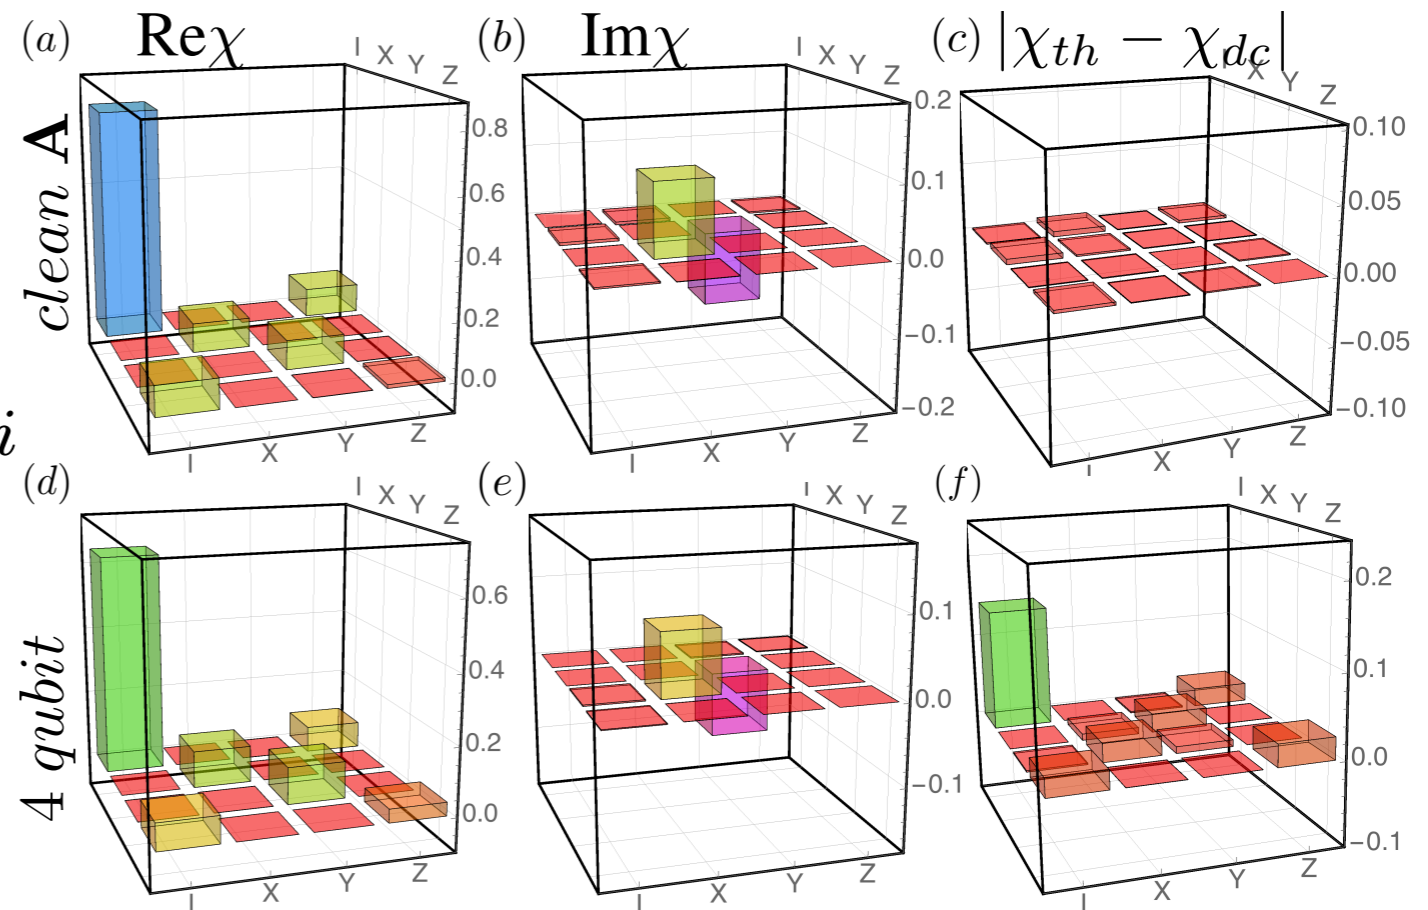 (a) Reχ (b) Imχ (c) |χth − χdc|
I X Y Z I X Y Z X Y Z
clean A
0.8 0.6 0.4 0.2 0.0
0.2 0.1 0.0 −0.1 −0.2
0.10 0.05 0.00 −0.05 −0.10
I X Y Z I X Y Z I X Y Z
i
(d) (e) (f)
I X Y Z I X Y Z I X Y Z
4 qubit
0.6 0.4 0.2 0.0
0.1 0.0 −0.1
0.2 0.1 0.0 −0.1
I X Y Z I X Y Z I X Y Z